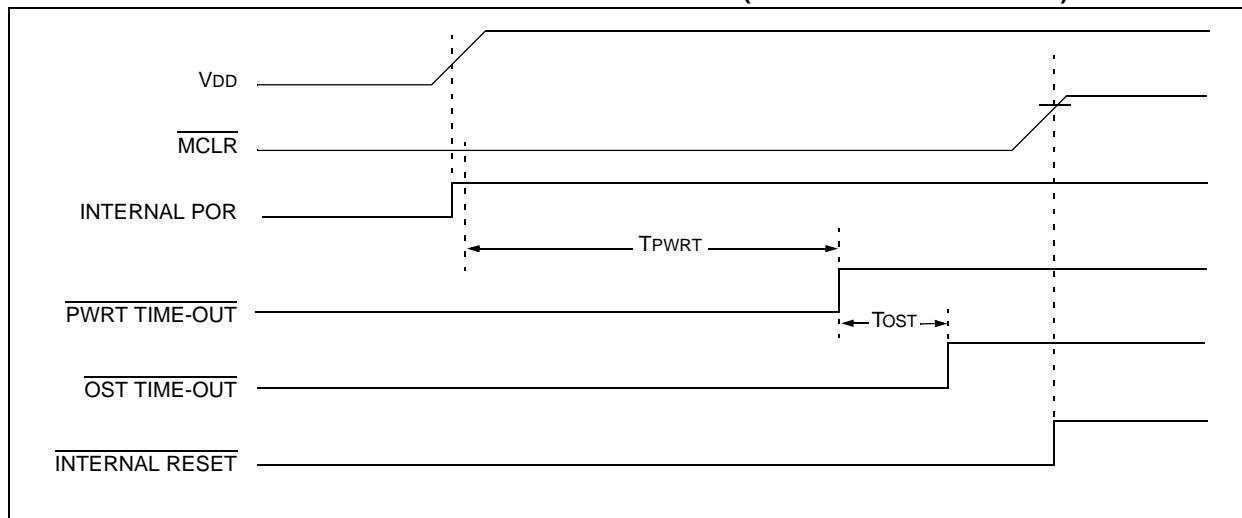 VDD
MCLR
INTERNAL POR
TPWRT
PWRT TIME-OUT
TOST
OST TIME-OUT
INTERNAL RESET